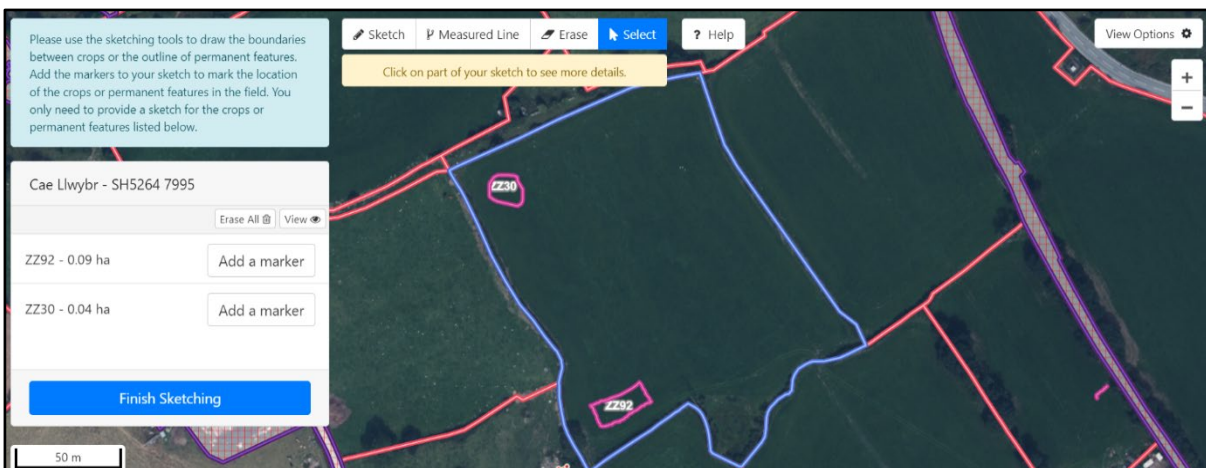 Please use the sketching tools to draw the boundaries
between crops or the outline of permanent features.
Add the markers to your sketch to mark the location
of the crops or permanent features in the field. You
only need to provide a sketch for the crops or
permanent features listed below.
Cae Llwybr - SH5264 7995
Erase All View
ZZ92 - 0.09 ha Add a marker
ZZ30 - 0.04 ha Add a marker
Finish Sketching
50 m
Sketch Measured Line Erase Select ? Help
Click on part of your sketch to see more details.
View Options
+
−
ZZ30
ZZ92